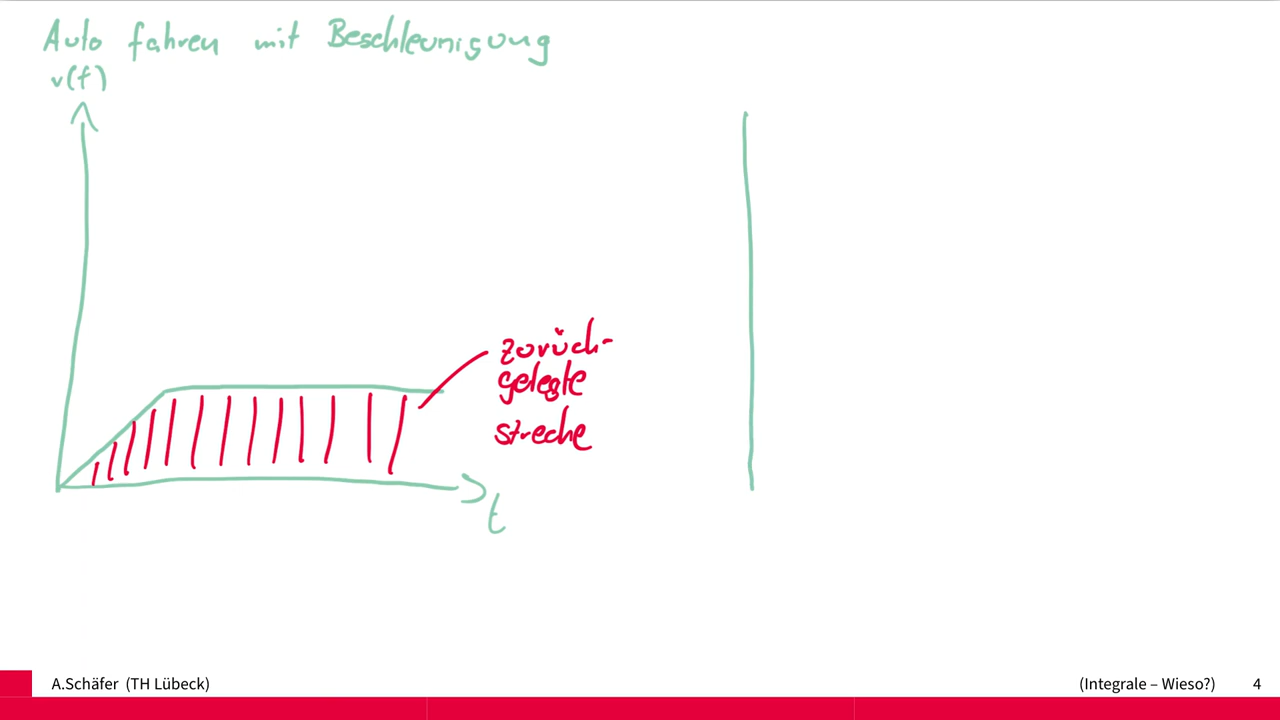 Auto fahren mit Beschleunigung
v(t)
zurück-
gelegte
strecke
t
A.Schäfer (TH Lübeck)
(Integrale – Wieso?)
4